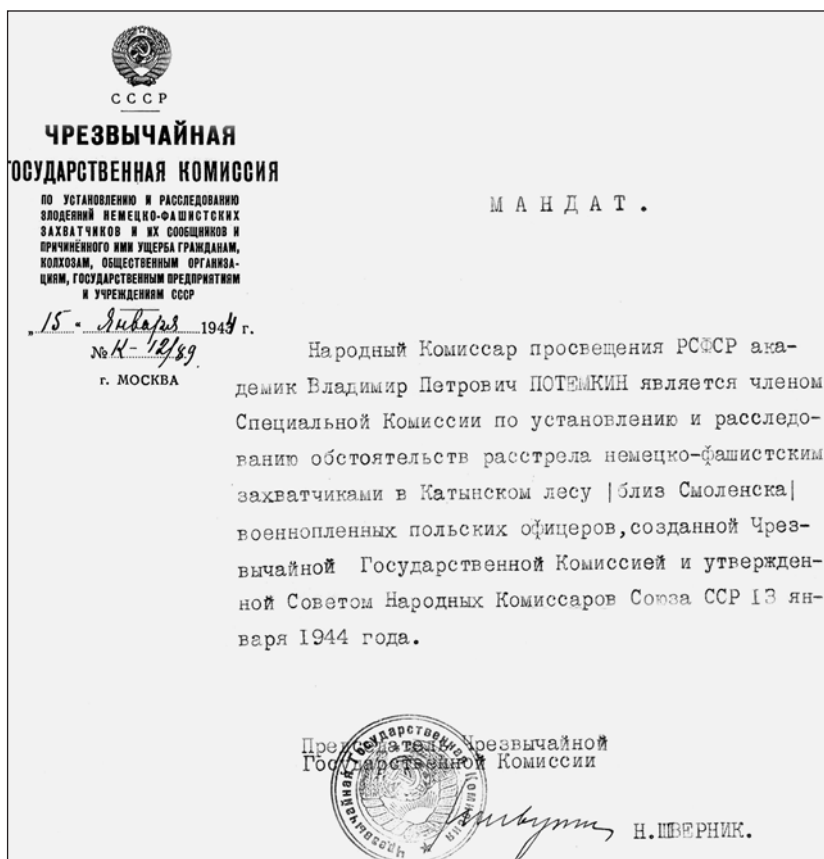 СССР
ЧРЕЗВЫЧАЙНАЯ
ГОСУДАРСТВЕННАЯ КОМИССИЯ
ПО УСТАНОВЛЕНИЮ И РАССЛЕДОВАНИЮ
ЗЛОДЕЯНИЙ НЕМЕЦКО-ФАШИСТСКИХ
ЗАХВАТЧИКОВ И ИХ СООБЩНИКОВ И
ПРИЧИНЁННОГО ИМИ УЩЕРБА ГРАЖДАНАМ,
КОЛХОЗАМ, ОБЩЕСТВЕННЫМ ОРГАНИЗА-
ЦИЯМ, ГОСУДАРСТВЕННЫМ ПРЕДПРИЯТИЯМ
И УЧРЕЖДЕНИЯМ СССР
„15" Января 1944 г.
№ К-12/89
г. МОСКВА
МАНДАТ.
Народный Комиссар просвещения РСФСР ака-
демик Владимир Петрович ПОТЕМКИН является членом
Специальной Комиссии по установлению и расследо-
ванию обстоятельств расстрела немецко-фашистским
захватчиками в Катынском лесу |близ Смоленска|
военнопленных польских офицеров,созданной Чрез-
вычайной Государственной Комиссией и утвержден-
ной Советом Народных Комиссаров Союза ССР 13 ян-
варя 1944 года.
Председатель Чрезвычайной
Государственной Комиссии
Чрезвычайная Государственная Комиссия
Н.ШВЕРНИК.